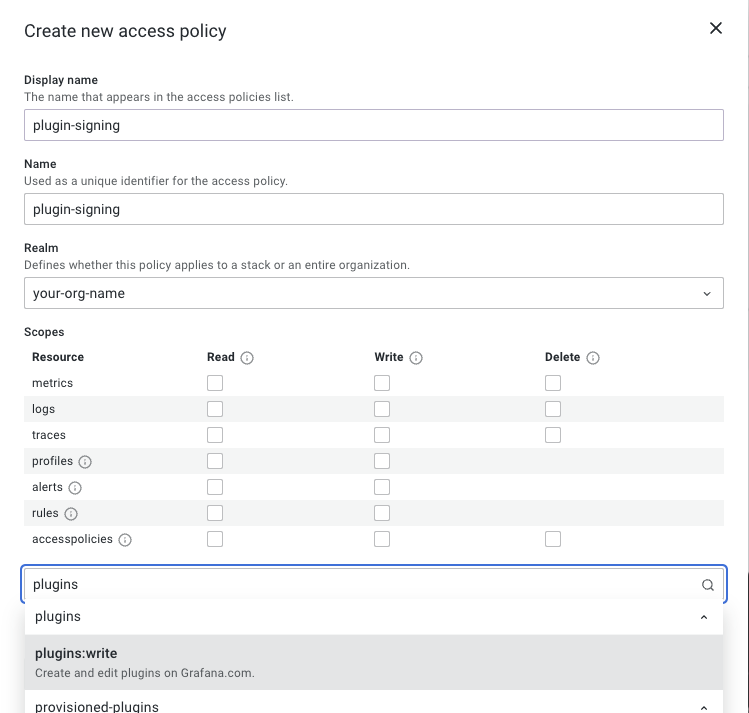 Create new access policy
Display name
The name that appears in the access policies list.
plugin-signing
Name
Used as a unique identifier for the access policy.
plugin-signing
Realm
Defines whether this policy applies to a stack or an entire organization.
your-org-name
Scopes
Resource Read Write Delete
metrics
logs
traces
profiles
alerts
rules
accesspolicies
plugins
plugins
plugins:write
Create and edit plugins on Grafana.com.
provisioned-plugins